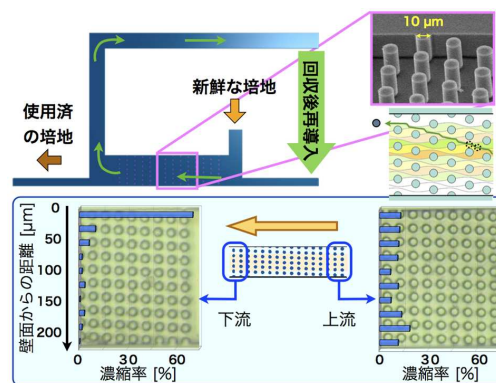 10 µm
新鮮な培地
使用済
の培地
回収後再導入
壁面からの距離 [µm]
0
50
100
150
200
0 30 60
濃縮率 [%]
下流
上流
0 30 60
濃縮率 [%]